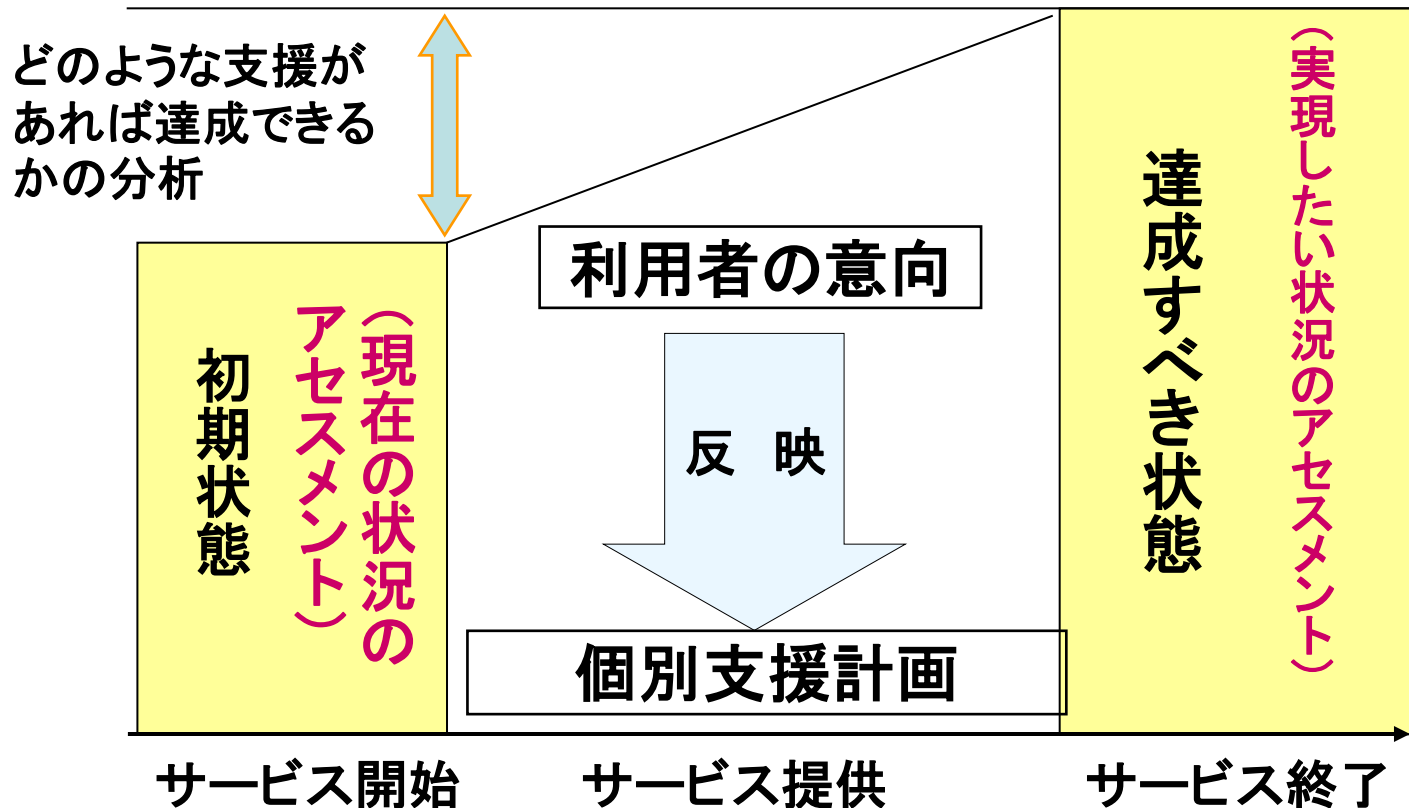 どのような支援が
あれば達成できる
かの分析
初期状態
（現在の状況の
アセスメント）
利用者の意向
反　映
個別支援計画
達成すべき状態
（実現したい状況のアセスメント）
サービス開始
サービス提供
サービス終了